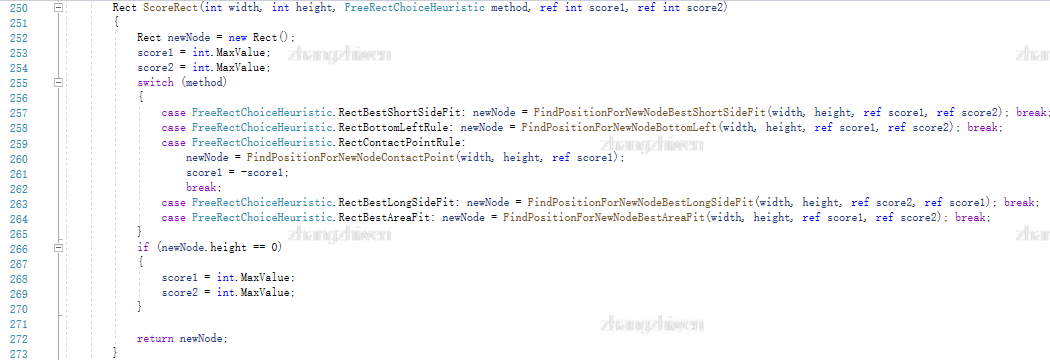 250 Rect ScoreRect(int width, int height, FreeRectChoiceHeuristic method, ref int score1, ref int score2)
251 {
252 Rect newNode = new Rect();
253 score1 = int.MaxValue; zhangzhiwen zhan
254 score2 = int.MaxValue;
255 switch (method)
256 {
257 case FreeRectChoiceHeuristic.RectBestShortSideFit: newNode = FindPositionForNewNodeBestShortSideFit(width, height, ref score1, ref score2); break;
258 case FreeRectChoiceHeuristic.RectBottomLeftRule: newNode = FindPositionForNewNodeBottomLeft(width, height, ref score1, ref score2); break;
259 case FreeRectChoiceHeuristic.RectContactPointRule: zhangzhiwen
260 newNode = FindPositionForNewNodeContactPoint(width, height, ref score1);
261 score1 = -score1;
262 break;
263 case FreeRectChoiceHeuristic.RectBestLongSideFit: newNode = FindPositionForNewNodeBestLongSideFit(width, height, ref score2, ref score1); break;
264 case FreeRectChoiceHeuristic.RectBestAreaFit: newNode = FindPositionForNewNodeBestAreaFit(width, height, ref score1, ref score2); break;
265 } zhangzhiwen zhan
266 if (newNode.height == 0)
267 {
268 score1 = int.MaxValue;
269 score2 = int.MaxValue;
270 }
271 zhangzhiwen
272 return newNode;
273 }